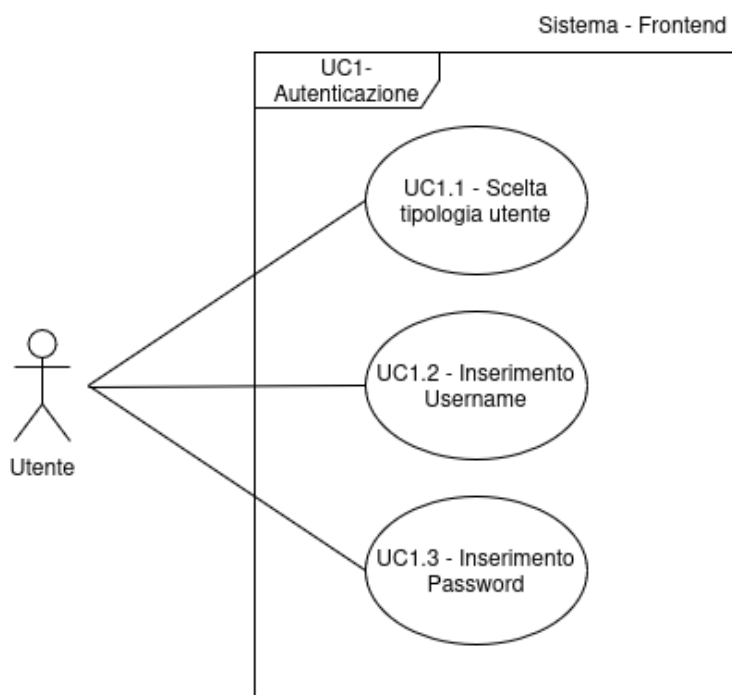 Sistema - Frontend
UC1-
Autenticazione
UC1.1 - Scelta
tipologia utente
UC1.2 - Inserimento
Username
Utente
UC1.3 - Inserimento
Password